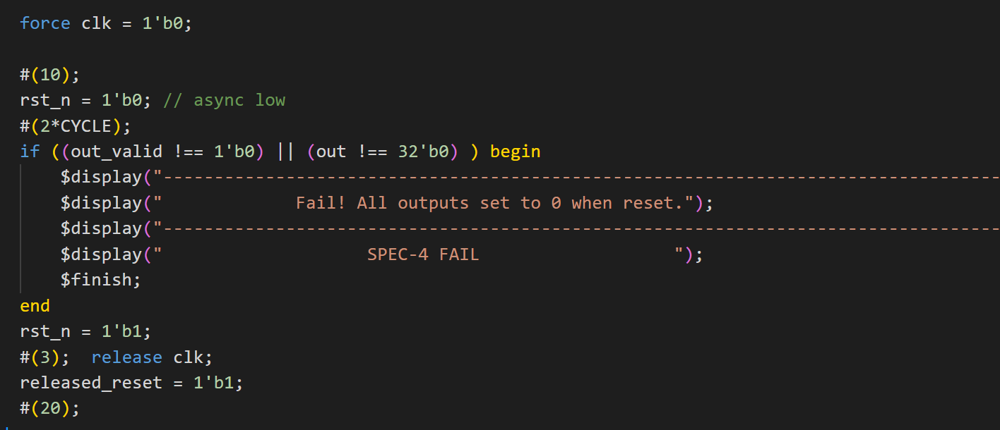 force clk = 1'b0;
#(10);
rst_n = 1'b0; // async low
#(2*CYCLE);
if ((out_valid !== 1'b0) || (out !== 32'b0) ) begin
$display("----------------------------------------------------------------------------------
$display("             Fail! All outputs set to 0 when reset.");
$display("----------------------------------------------------------------------------------
$display("                    SPEC-4 FAIL                   ");
$finish;
end
rst_n = 1'b1;
#(3);  release clk;
released_reset = 1'b1;
#(20);